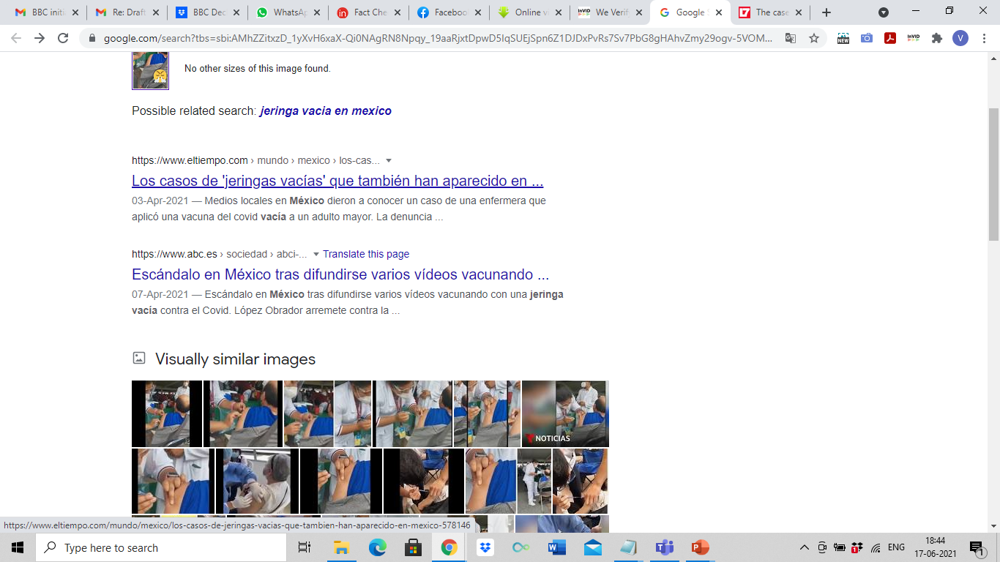 BBC initi
Re: Draft
BBC Dec
WhatsAp
Fact Che
Faceboo
Online v
We Verif
Google S
The case
google.com/search?tbs=sbi:AMhZZitxzD_1yXvH6xaX-Qi0NAgRN8Npqy_19aaRjxtDpwD5IqSUEjSpn6Z1DJDxPvRs7Sv7PbG8gHAhvZmy29ogv-5VOM...
No other sizes of this image found.
Possible related search: jeringa vacia en mexico
https://www.eltiempo.com › mundo › mexico › los-cas...
Los casos de 'jeringas vacías' que también han aparecido en ...
03-Apr-2021 — Medios locales en México dieron a conocer un caso de una enfermera que
aplicó una vacuna del covid vacía a un adulto mayor. La denuncia ...
https://www.abc.es › sociedad › abci-... Translate this page
Escándalo en México tras difundirse varios vídeos vacunando ...
07-Apr-2021 — Escándalo en México tras difundirse varios vídeos vacunando con una jeringa
vacía contra el Covid. López Obrador arremete contra la ...
Visually similar images
NOTICIAS
https://www.eltiempo.com/mundo/mexico/los-casos-de-jeringas-vacias-que-tambien-han-aparecido-en-mexico-578146
Type here to search
ENG
18:44
17-06-2021